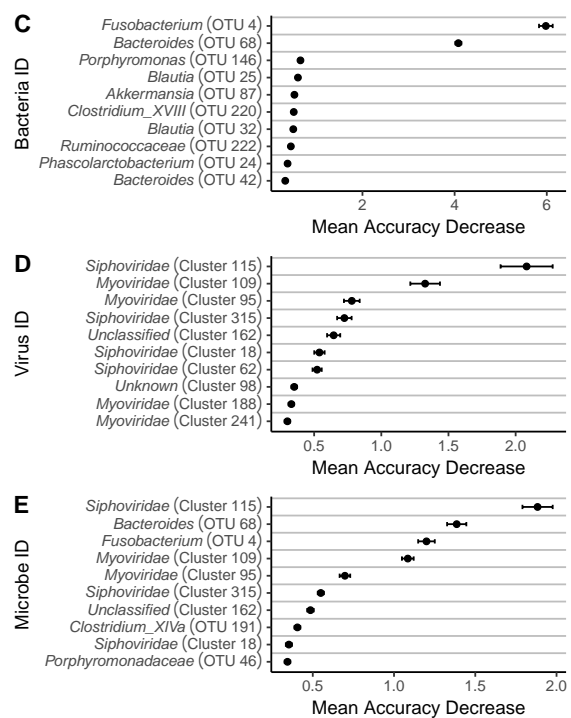 C
Bacteria ID
Fusobacterium (OTU 4)
Bacteroides (OTU 68)
Porphyromonas (OTU 146)
Blautia (OTU 25)
Akkermansia (OTU 87)
Clostridium_XVIII (OTU 220)
Blautia (OTU 32)
Ruminococcaceae (OTU 222)
Phascolarctobacterium (OTU 24)
Bacteroides (OTU 42)
2 4 6
Mean Accuracy Decrease
D
Virus ID
Siphoviridae (Cluster 115)
Myoviridae (Cluster 109)
Myoviridae (Cluster 95)
Siphoviridae (Cluster 315)
Unclassified (Cluster 162)
Siphoviridae (Cluster 18)
Siphoviridae (Cluster 62)
Unknown (Cluster 98)
Myoviridae (Cluster 188)
Myoviridae (Cluster 241)
0.5 1.0 1.5 2.0
Mean Accuracy Decrease
E
Microbe ID
Siphoviridae (Cluster 115)
Bacteroides (OTU 68)
Fusobacterium (OTU 4)
Myoviridae (Cluster 109)
Myoviridae (Cluster 95)
Siphoviridae (Cluster 315)
Unclassified (Cluster 162)
Clostridium_XIVa (OTU 191)
Siphoviridae (Cluster 18)
Porphyromonadaceae (OTU 46)
0.5 1.0 1.5 2.0
Mean Accuracy Decrease